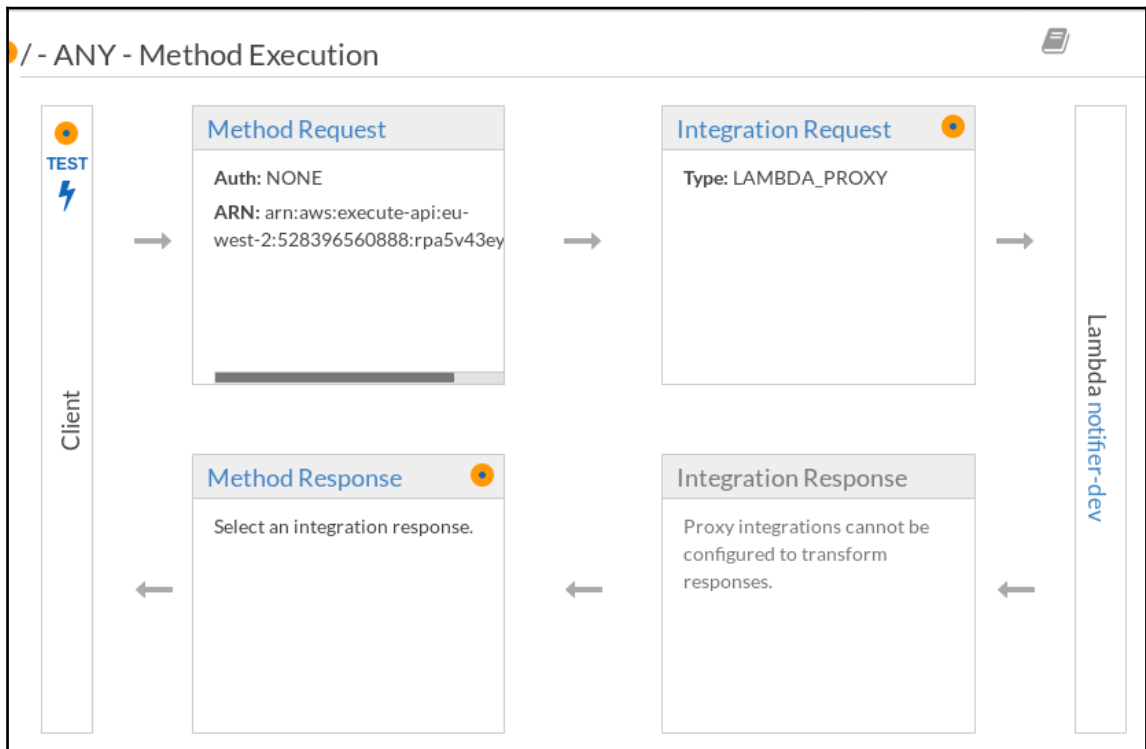 / - ANY - Method Execution
TEST
Client
Method Request
Auth: NONE
ARN: arn:aws:execute-api:eu-
west-2:528396560888:rpa5v43ey
Integration Request
Type: LAMBDA_PROXY
Lambda notifier-dev
Method Response
Select an integration response.
Integration Response
Proxy integrations cannot be
configured to transform
responses.